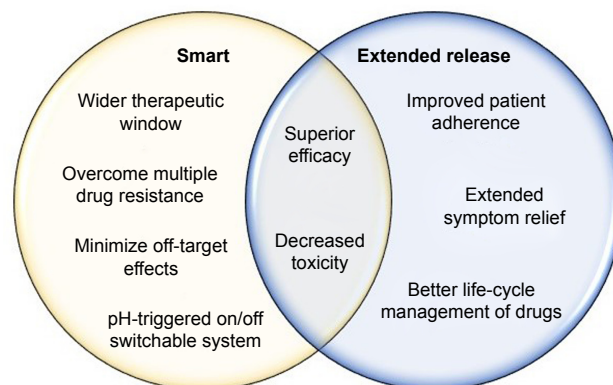 Smart
Wider therapeutic
window
Overcome multiple
drug resistance
Minimize off-target
effects
pH-triggered on/off
switchable system
Superior
efficacy
Decreased
toxicity
Extended release
Improved patient
adherence
Extended
symptom relief
Better life-cycle
management of drugs